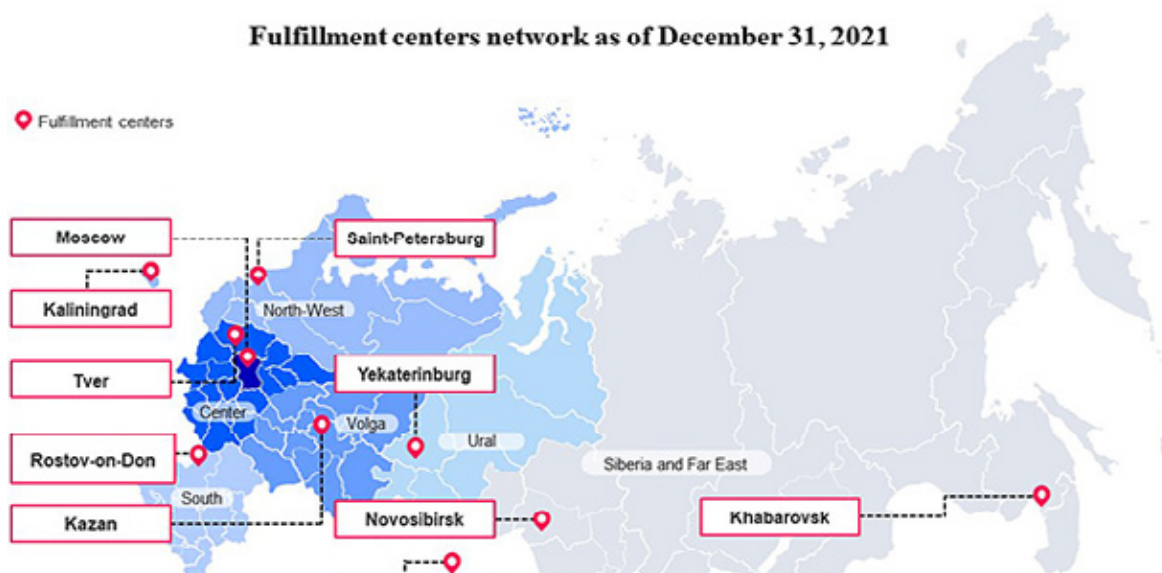 Fulfillment centers network as of December 31, 2021
Fulfillment centers
Moscow
Saint-Petersburg
Kaliningrad
North-West
Tver
Yekaterinburg
Center
Volga
Ural
Rostov-on-Don
Siberia and Far East
South
Kazan
Novosibirsk
Khabarovsk